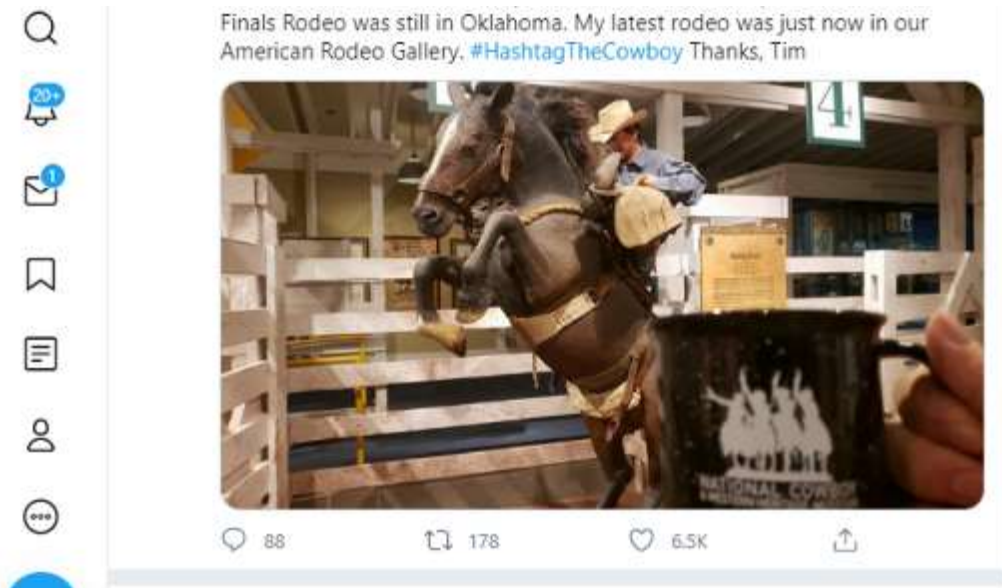 Finals Rodeo was still in Oklahoma. My latest rodeo was just now in our
American Rodeo Gallery. #HashtagTheCowboy Thanks, Tim
20+
1
4
NATIONAL COWBOY
88
178
6.5K